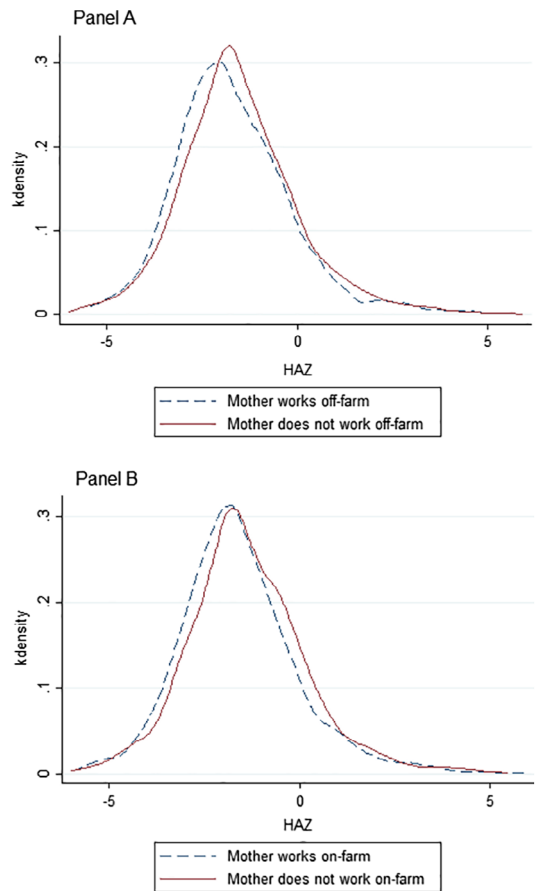 Panel A
.3
.2
.1
0
kdensity
-5 0 5
HAZ
Mother works off-farm
Mother does not work off-farm
Panel B
.3
.2
.1
0
kdensity
-5 0 5
HAZ
Mother works on-farm
Mother does not work on-farm